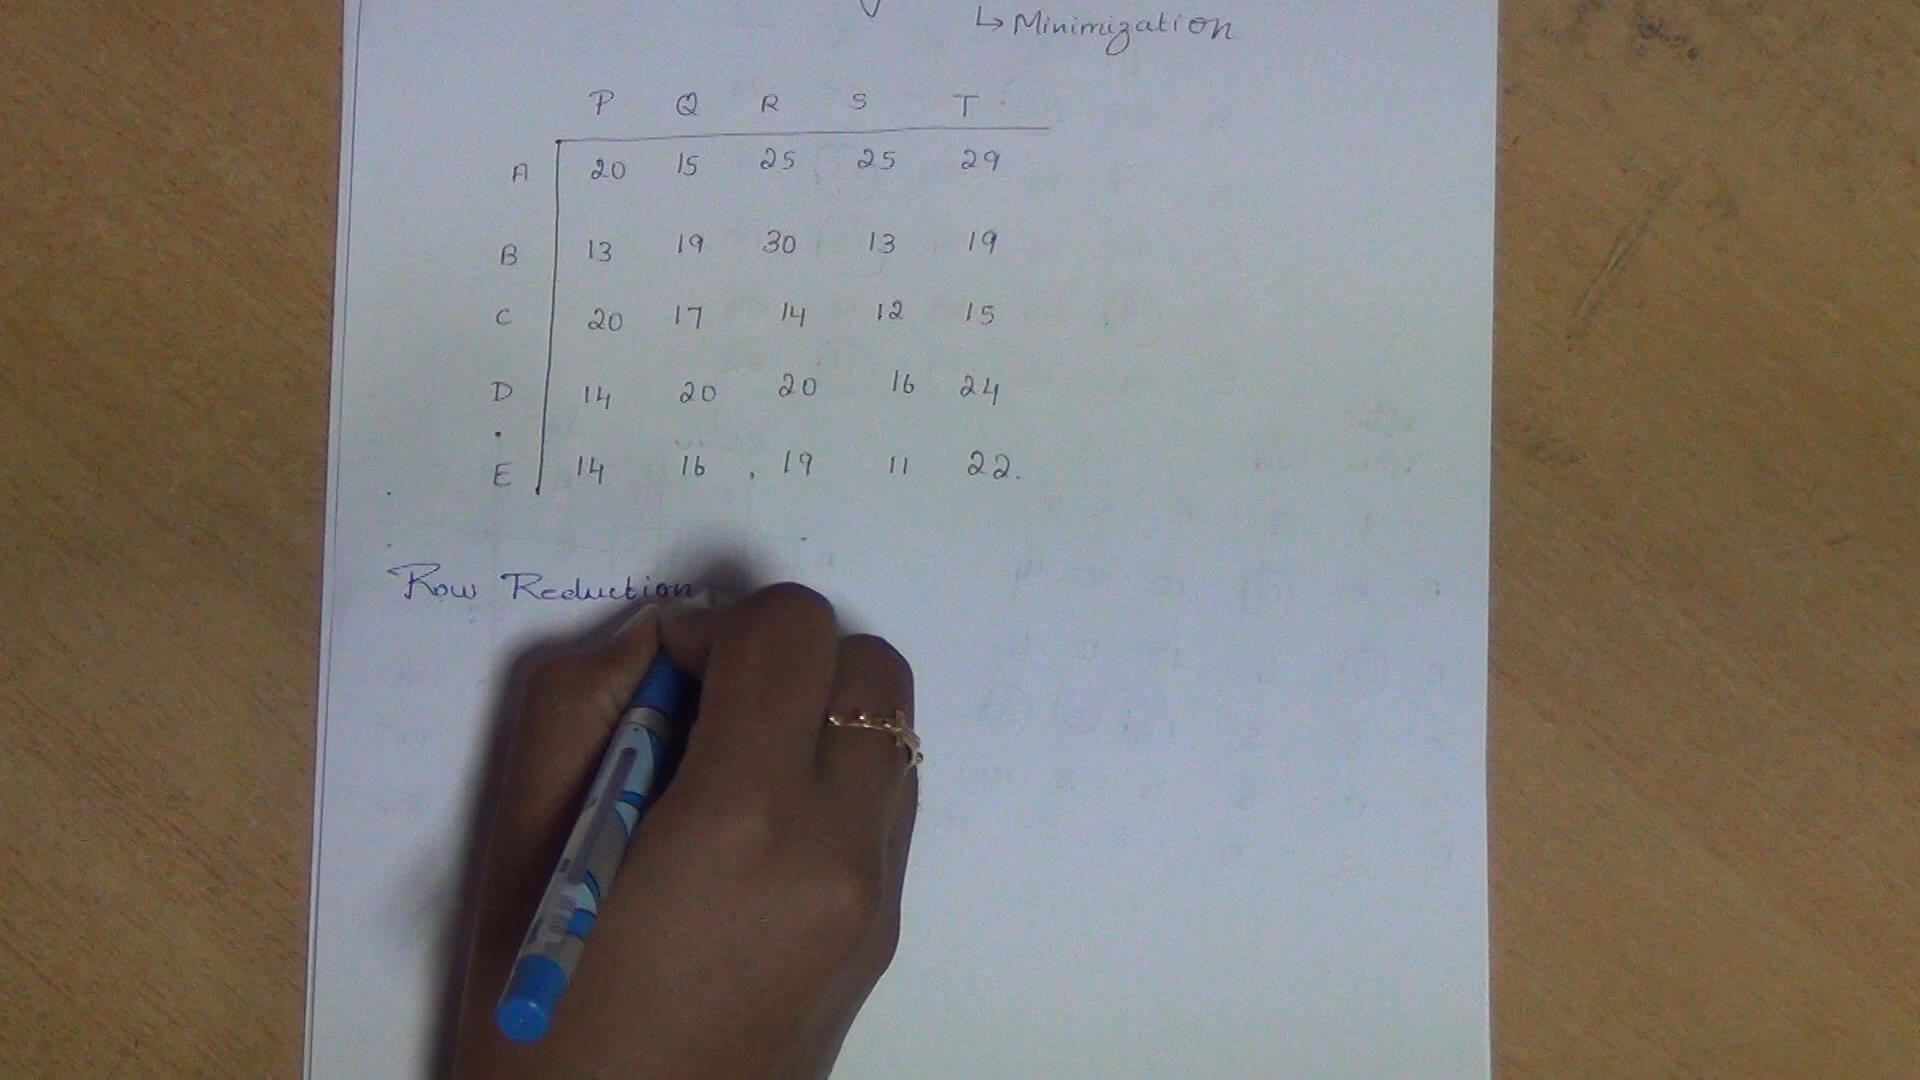 ↳ Minimization
P Q R S T
A 20 15 25 25 29
B 13 19 30 13 19
C 20 17 14 12 15
D 14 20 20 16 24
E 14 16 19 11 22.
Row Reduction